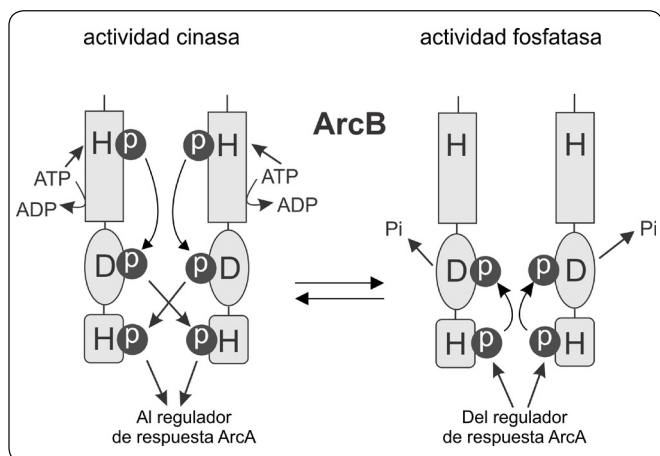 actividad cinasa
actividad fosfatasa
ArcB
H p p H
H
H
ATP
ADP
ATP
ADP
Pi
Pi
D p p D
D p p D
H p p H
H p p H
Al regulador
de respuesta ArcA
Del regulador
de respuesta ArcA